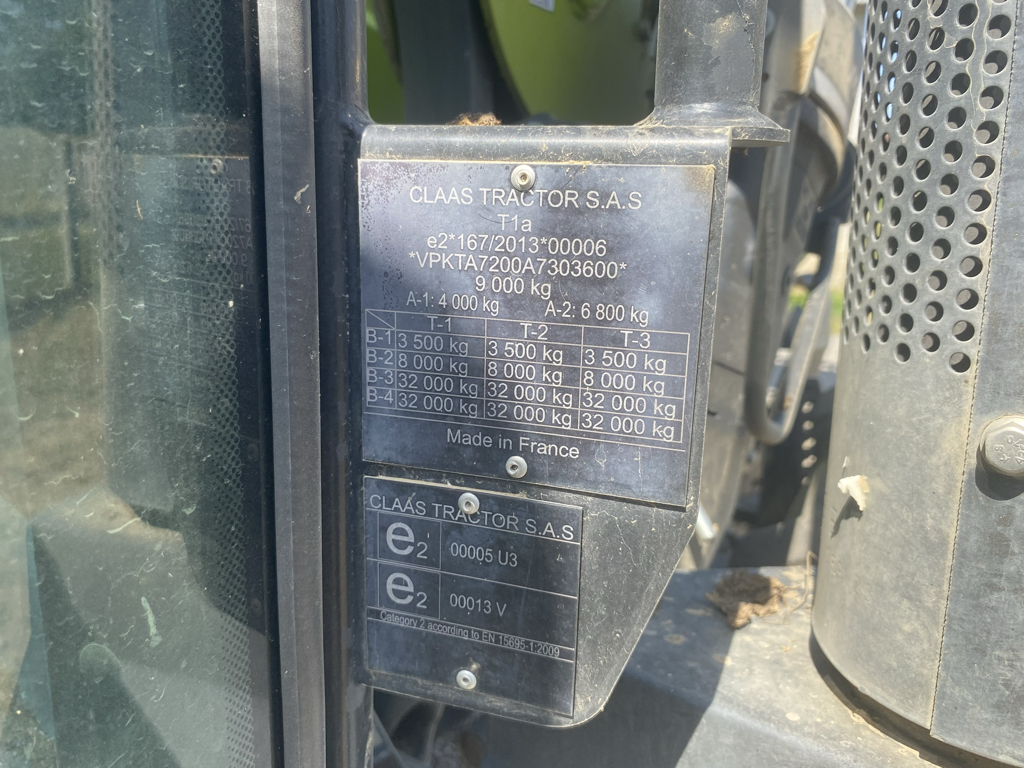 CLAAS TRACTOR S.A.S
T1a
e2*167/2013*00006
*VPKTA7200A7303600*
9 000 kg
A-1: 4 000 kg A-2: 6 800 kg
T-1 T-2 T-3
B-1 3 500 kg 3 500 kg 3 500 kg
B-2 8 000 kg 8 000 kg 8 000 kg
B-3 32 000 kg 32 000 kg 32 000 kg
B-4 32 000 kg 32 000 kg 32 000 kg
Made in France
CLAAS TRACTOR S.A.S
e2 00005 U3
e2 00013 V
Category 2 according to EN 15695-1:2009